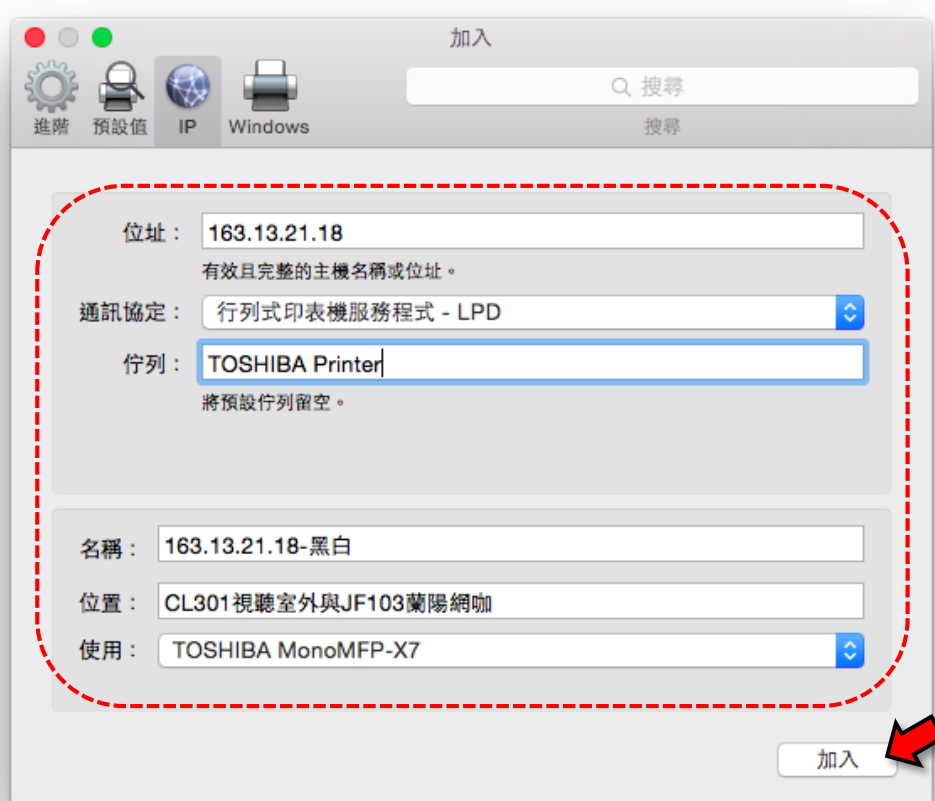 加入
進階 預設值 IP Windows
搜尋
搜尋
位址： 163.13.21.18
有效且完整的主機名稱或位址。
通訊協定： 行列式印表機服務程式 - LPD
佇列： TOSHIBA Printer
將預設佇列留空。
名稱： 163.13.21.18-黑白
位置： CL301視聽室外與JF103蘭陽網咖
使用： TOSHIBA MonoMFP-X7
加入